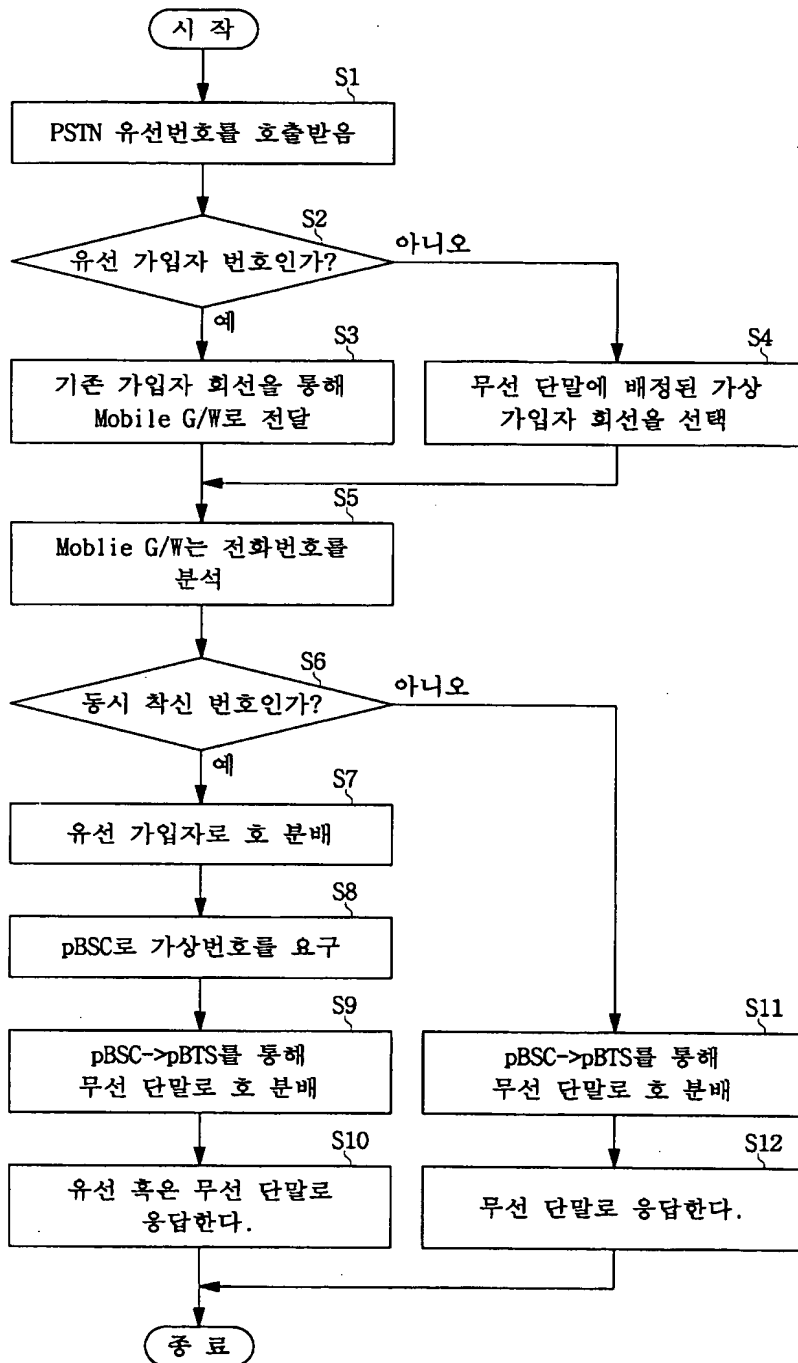 시 작
S1
PSTN 유선번호를 호출받음
S2
유선 가입자 번호인가?
아니오
예
S3
기존 가입자 회선을 통해
Mobile G/W로 전달
S4
무선 단말에 배정된 가상
가입자 회선을 선택
S5
Moblie G/W는 전화번호를
분석
S6
동시 착신 번호인가?
아니오
예
S7
유선 가입자로 호 분배
S8
pBSC로 가상번호를 요구
S9
pBSC->pBTS를 통해
무선 단말로 호 분배
S11
pBSC->pBTS를 통해
무선 단말로 호 분배
S10
유선 혹은 무선 단말로
응답한다.
S12
무선 단말로 응답한다.
종 료